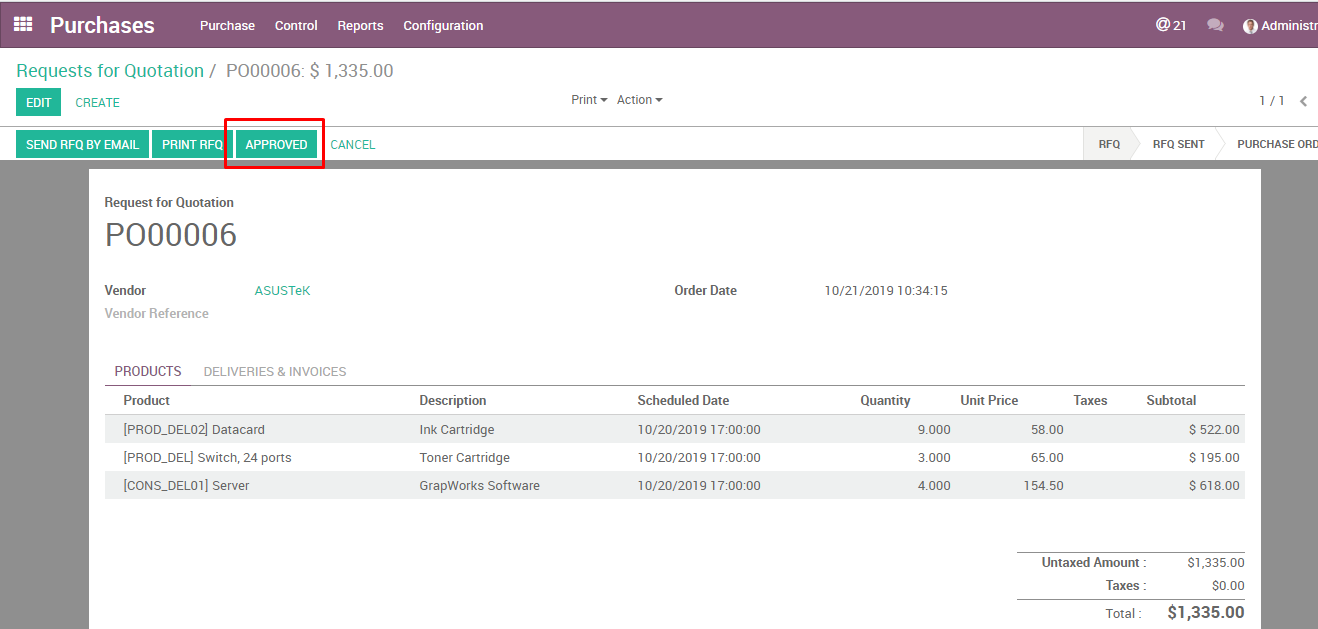 Purchases Purchase Control Reports Configuration @ 21 Administr
Requests for Quotation / PO00006: $ 1,335.00
EDIT CREATE Print Action 1 / 1
SEND RFQ BY EMAIL PRINT RFQ APPROVED CANCEL RFQ RFQ SENT PURCHASE ORD
Request for Quotation
PO00006
Vendor ASUSTeK Order Date 10/21/2019 10:34:15
Vendor Reference
PRODUCTS DELIVERIES & INVOICES
Product Description Scheduled Date Quantity Unit Price Taxes Subtotal
[PROD_DEL02] Datacard Ink Cartridge 10/20/2019 17:00:00 9.000 58.00 $ 522.00
[PROD_DEL] Switch, 24 ports Toner Cartridge 10/20/2019 17:00:00 3.000 65.00 $ 195.00
[CONS_DEL01] Server GrapWorks Software 10/20/2019 17:00:00 4.000 154.50 $ 618.00
Untaxed Amount : $1,335.00
Taxes : $0.00
Total : $1,335.00